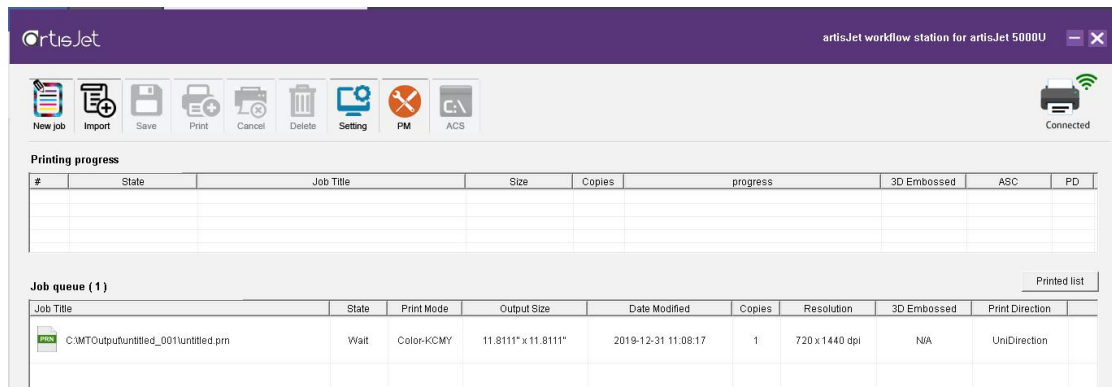 artisJet
artisJet workflow station for artisJet 5000U
New job Import Save Print Cancel Delete Setting PM C:\ ACS
Connected
Printing progress
# State Job Title Size Copies progress 3D Embossed ASC PD
Printed list
Job queue ( 1 )
Job Title State Print Mode Output Size Date Modified Copies Resolution 3D Embossed Print Direction
PRN C:\MTOutput\untitled_001\untitled.prn Wait Color-KCMY 11.8111" x 11.8111" 2019-12-31 11:08:17 1 720 x 1440 dpi N/A UniDirection